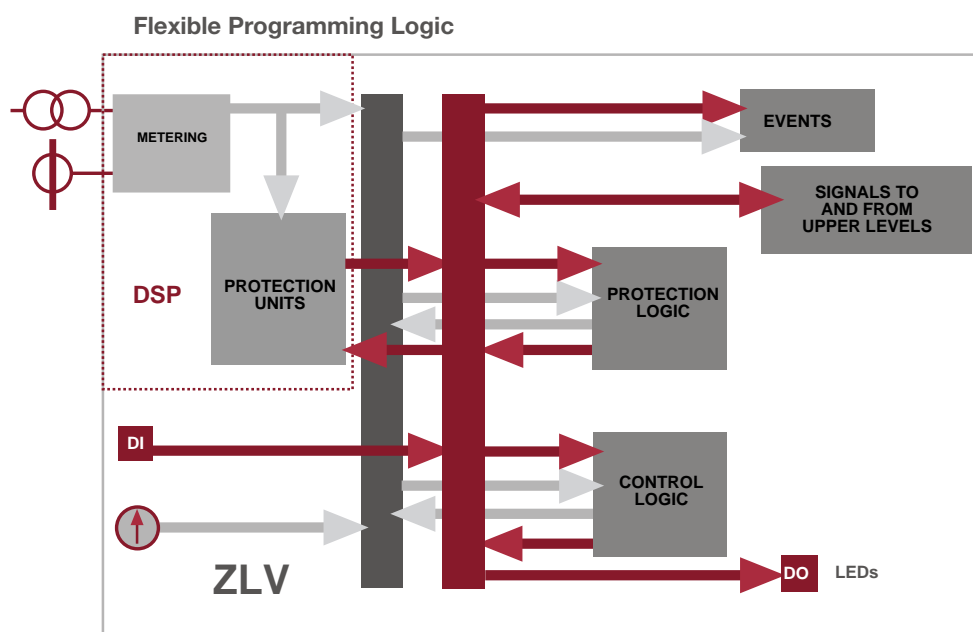 Flexible Programming Logic
METERING
EVENTS
SIGNALS TO
AND FROM
UPPER LEVELS
DSP
PROTECTION
UNITS
PROTECTION
LOGIC
DI
CONTROL
LOGIC
ZLV
DO
LEDs